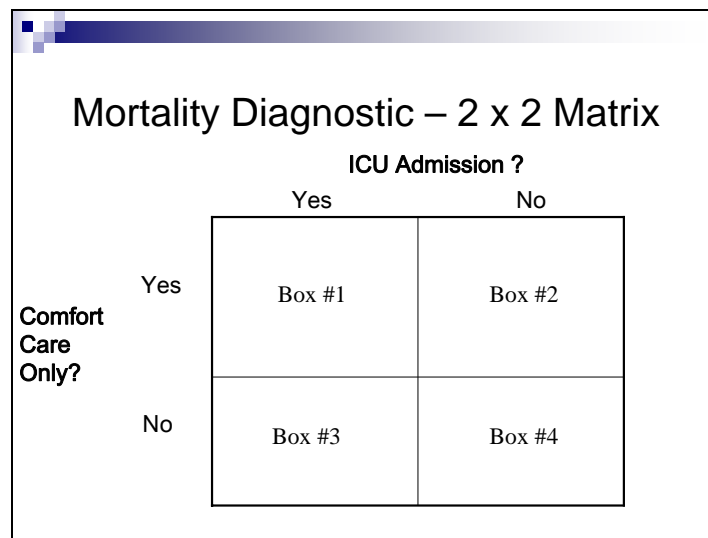 Mortality Diagnostic – 2 x 2 Matrix
ICU Admission ?
Yes No
Yes Box #1 Box #2
Comfort
Care
Only?
No Box #3 Box #4